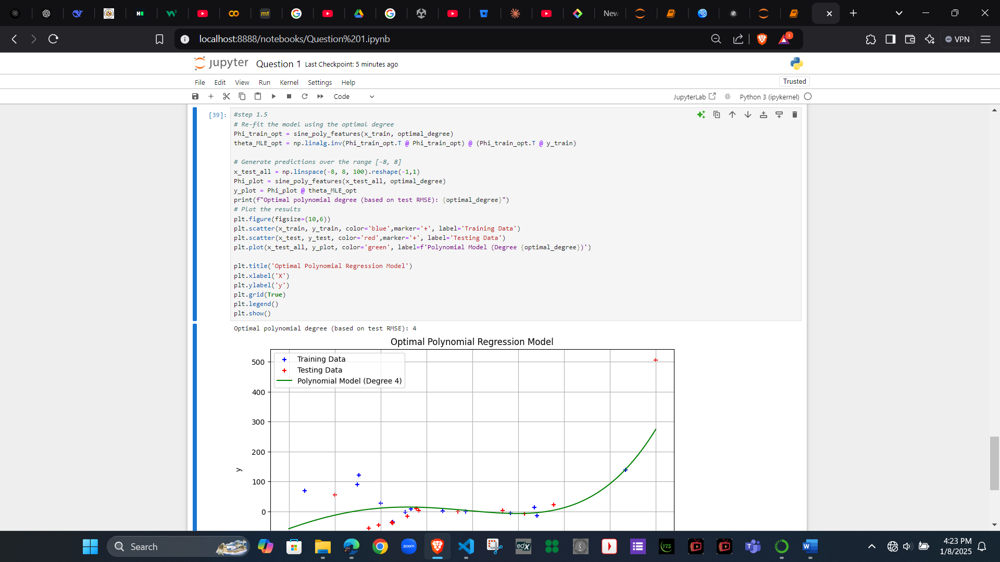 New
localhost:8888/notebooks/Question%201.ipynb
1
VPN
jupyter Question 1 Last Checkpoint: 5 minutes ago
File Edit View Run Kernel Settings Help
Trusted
Code
JupyterLab
Python 3 (ipykernel)
[39]:
#step 1.5
# Re-fit the model using the optimal degree
Phi_train_opt = sine_poly_features(x_train, optimal_degree)
theta_MLE_opt = np.linalg.inv(Phi_train_opt.T @ Phi_train_opt) @ (Phi_train_opt.T @ y_train)
# Generate predictions over the range [-8, 8]
x_test_all = np.linspace(-8, 8, 100).reshape(-1,1)
Phi_plot = sine_poly_features(x_test_all, optimal_degree)
y_plot = Phi_plot @ theta_MLE_opt
print(f"Optimal polynomial degree (based on test RMSE): {optimal_degree}")
# Plot the results
plt.figure(figsize=(10,6))
plt.scatter(x_train, y_train, color='blue',marker='+', label='Training Data')
plt.scatter(x_test, y_test, color='red',marker='+', label='Testing Data')
plt.plot(x_test_all, y_plot, color='green', label=f'Polynomial Model (Degree {optimal_degree})')
plt.title('Optimal Polynomial Regression Model')
plt.xlabel('X')
plt.ylabel('y')
plt.grid(True)
plt.legend()
plt.show()
Optimal polynomial degree (based on test RMSE): 4
Optimal Polynomial Regression Model
Training Data
Testing Data
Polynomial Model (Degree 4)
500
400
300
200
100
0
y
Search
zoom
edX
YTS
4:23 PM
1/8/2025